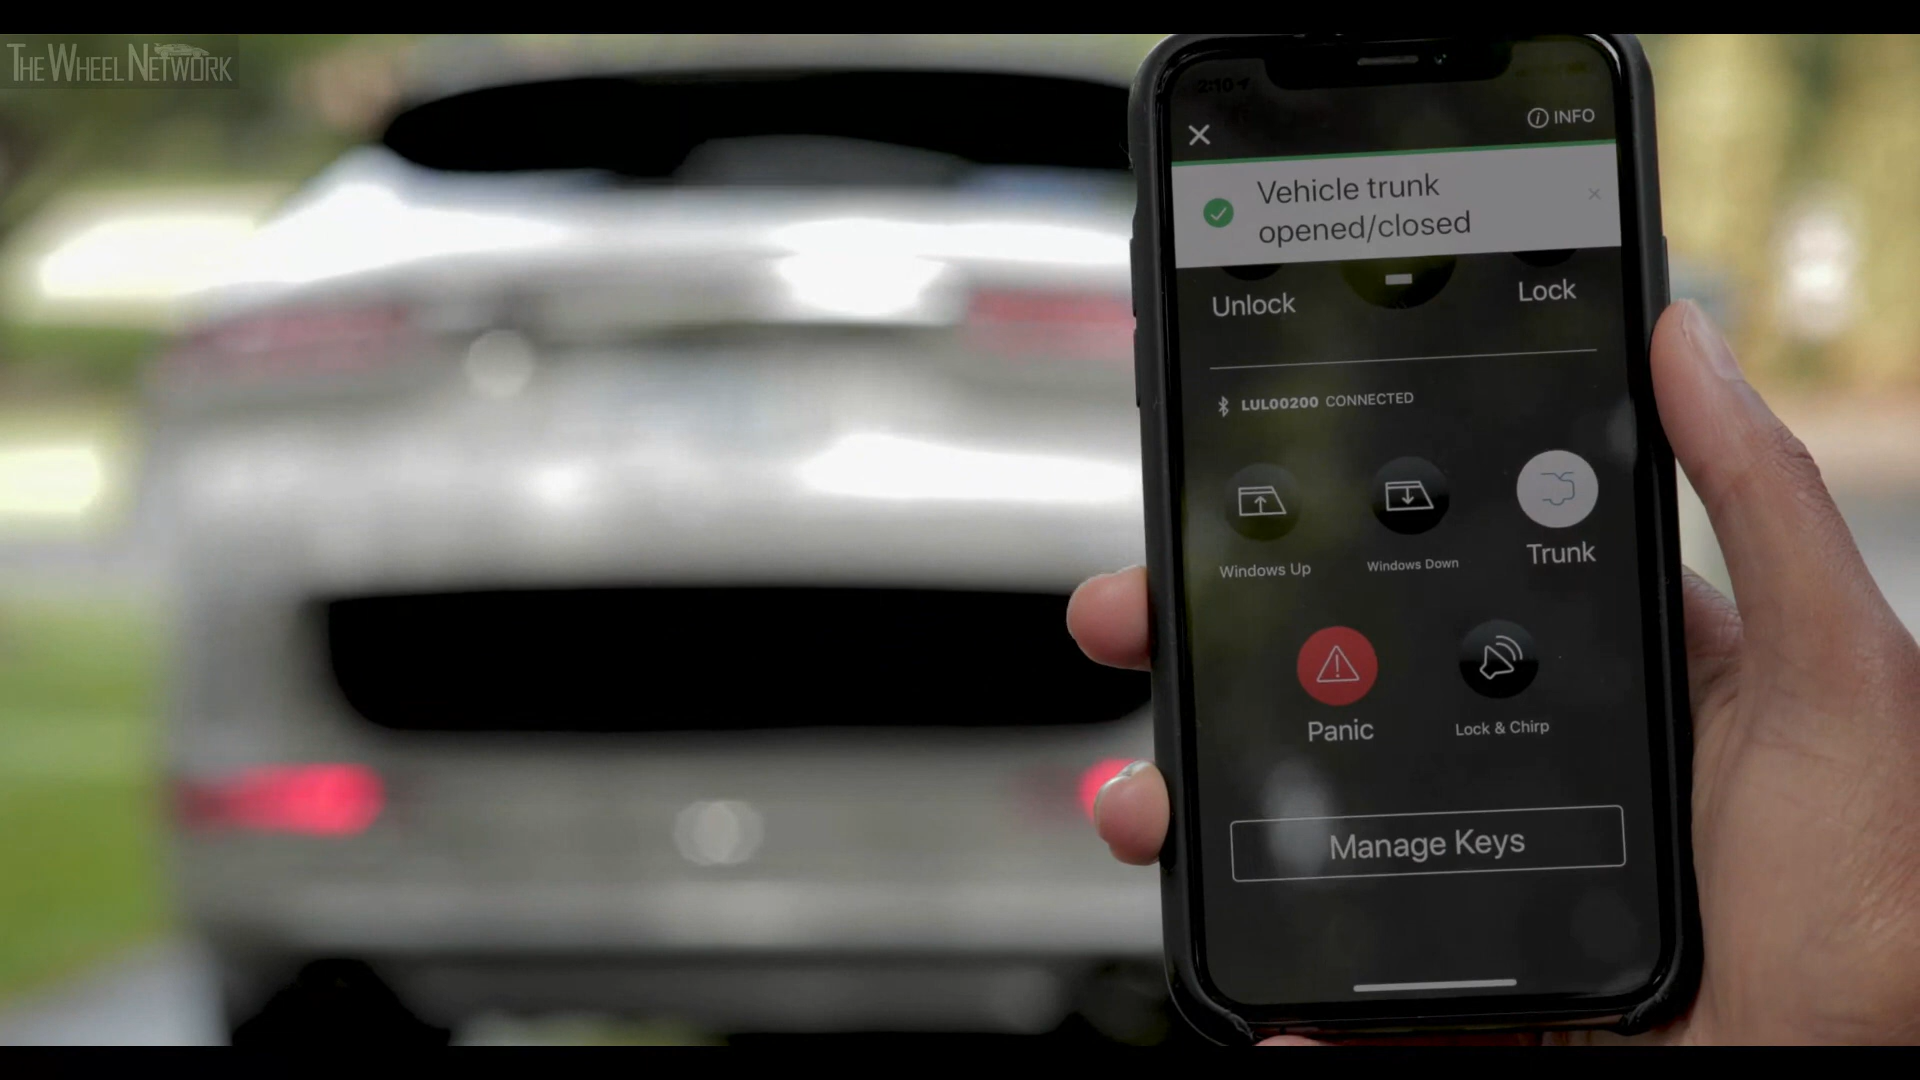 THE WHEEL NETWORK
2:10
INFO
Vehicle trunk
opened/closed
Unlock
Lock
LUL00200 CONNECTED
Windows Up
Windows Down
Trunk
Panic
Lock & Chirp
Manage Keys